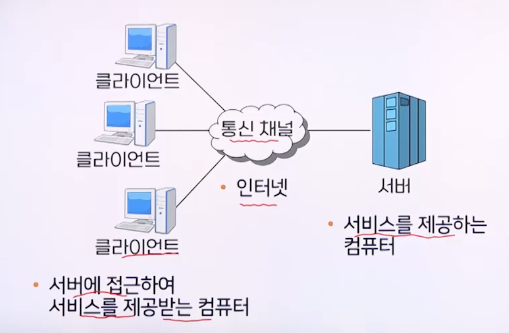 클라이언트
클라이언트
통신 채널
클라이언트
• 인터넷
서버
• 서비스를 제공하는
컴퓨터
• 서버에 접근하여
서비스를 제공받는 컴퓨터